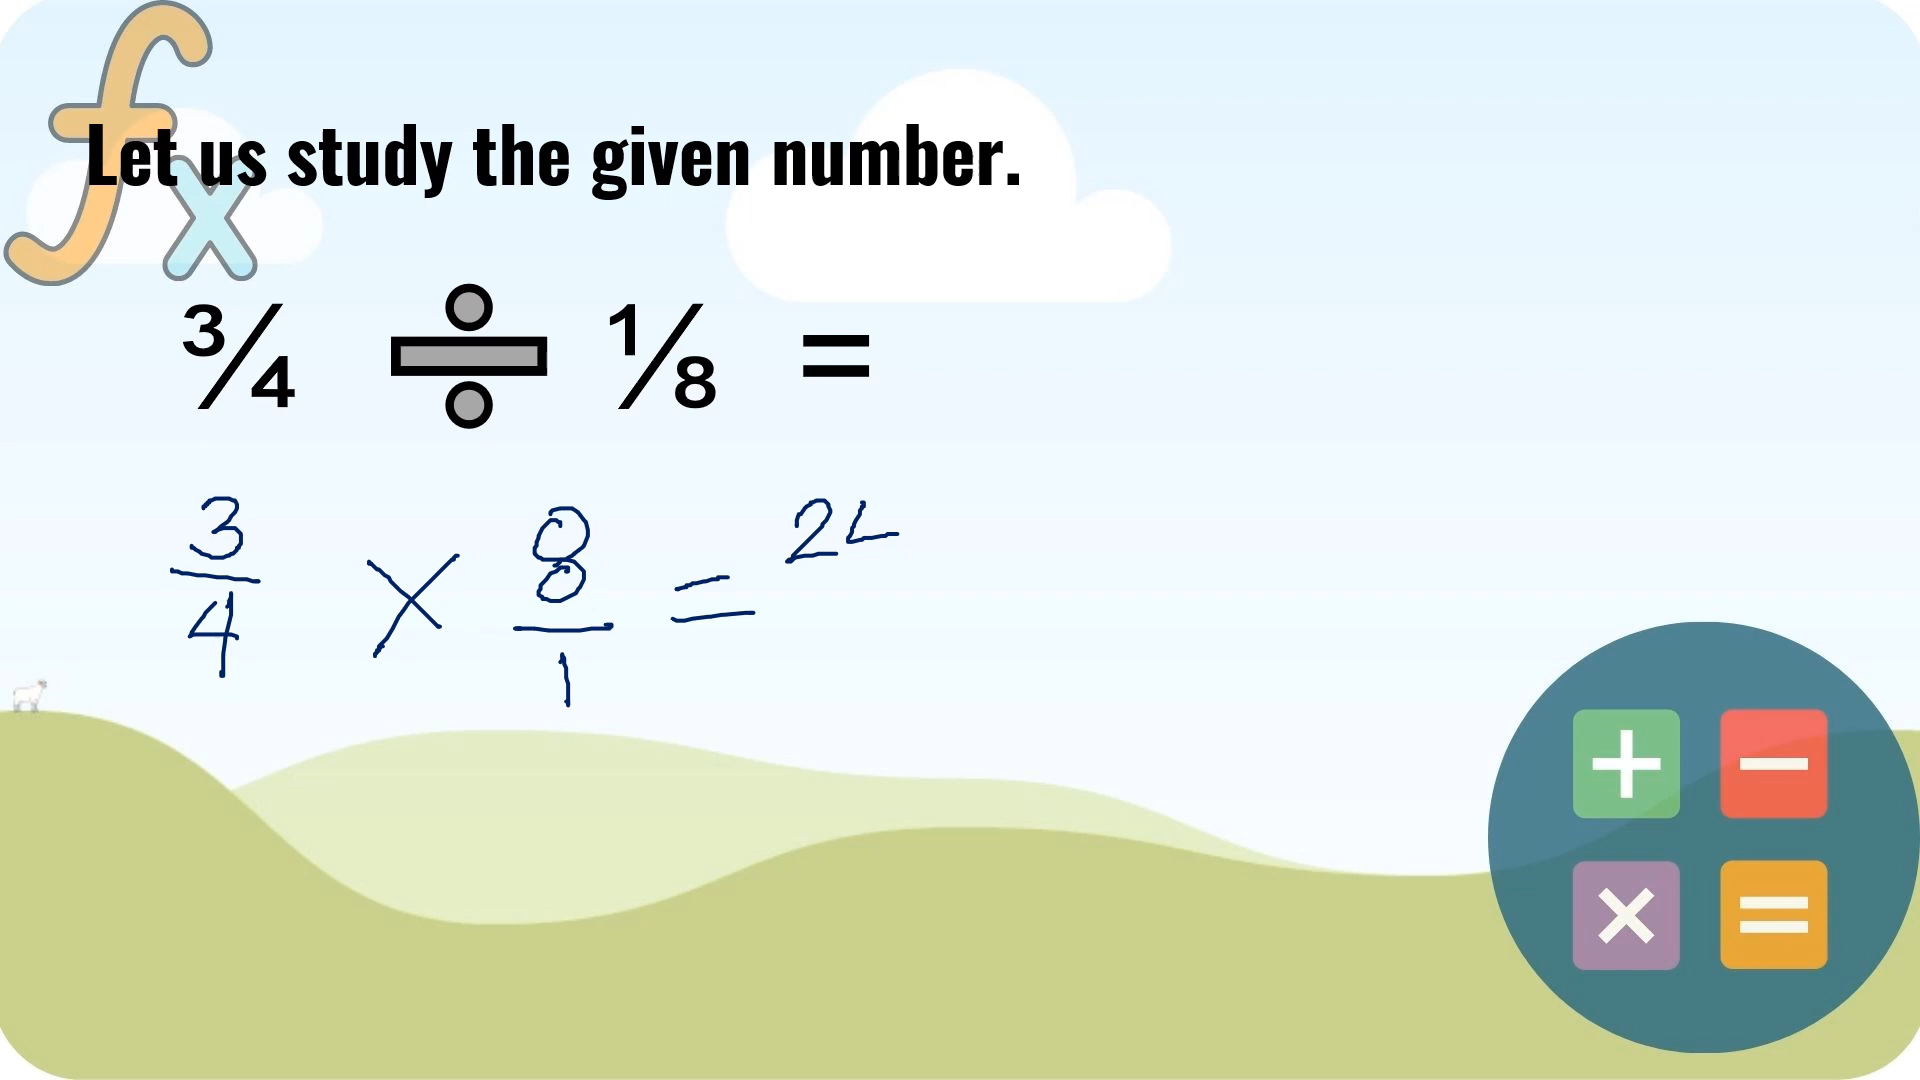 Let us study the given number.
¾ ÷ ⅛ =
3/4 × 8/1 = 24